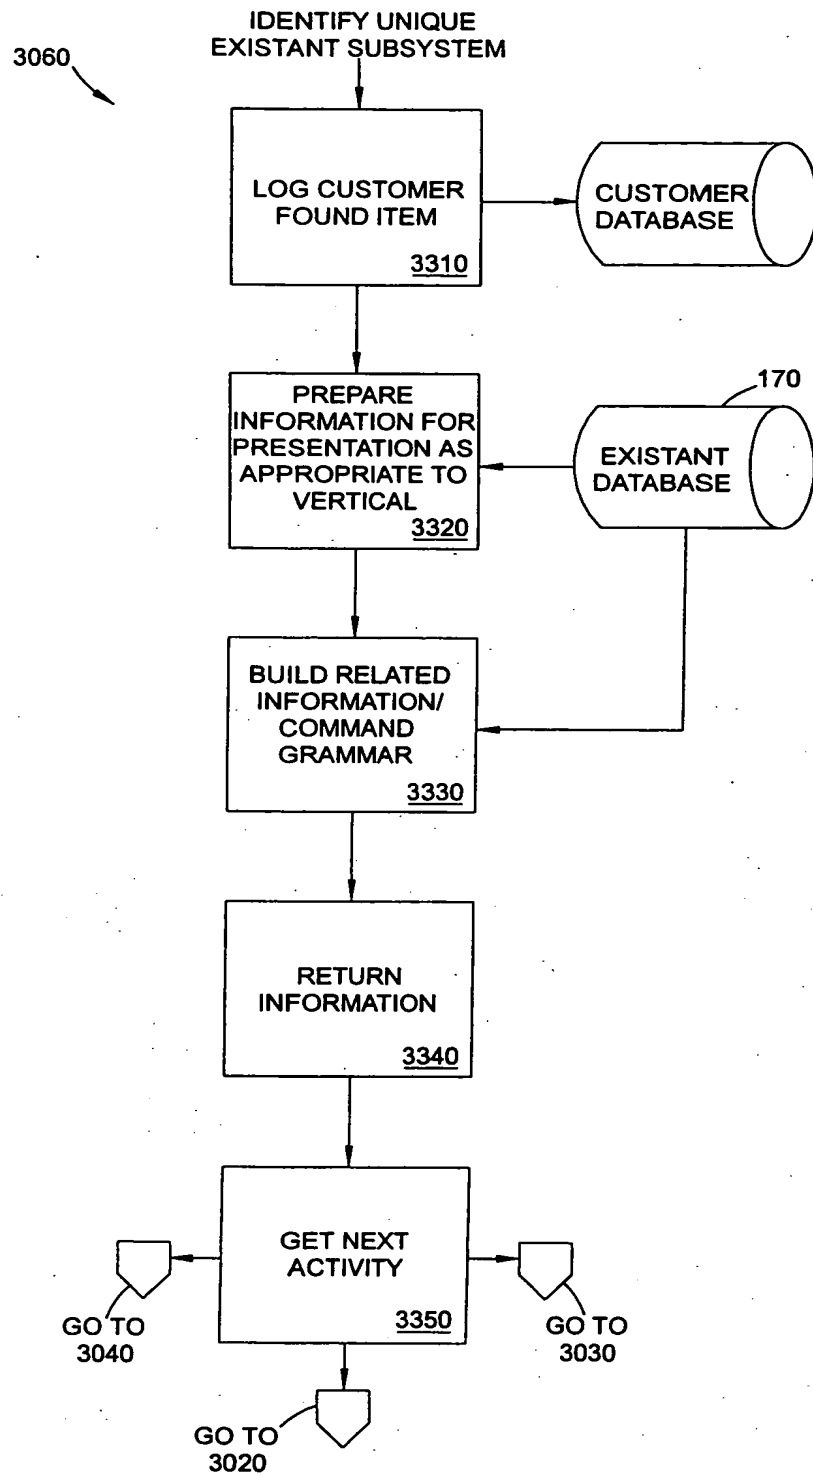 IDENTIFY UNIQUE
EXISTANT SUBSYSTEM
3060
LOG CUSTOMER
FOUND ITEM
3310
CUSTOMER
DATABASE
PREPARE
INFORMATION FOR
PRESENTATION AS
APPROPRIATE TO
VERTICAL
3320
170
EXISTANT
DATABASE
BUILD RELATED
INFORMATION/
COMMAND
GRAMMAR
3330
RETURN
INFORMATION
3340
GET NEXT
ACTIVITY
3350
GO TO
3040
GO TO
3030
GO TO
3020